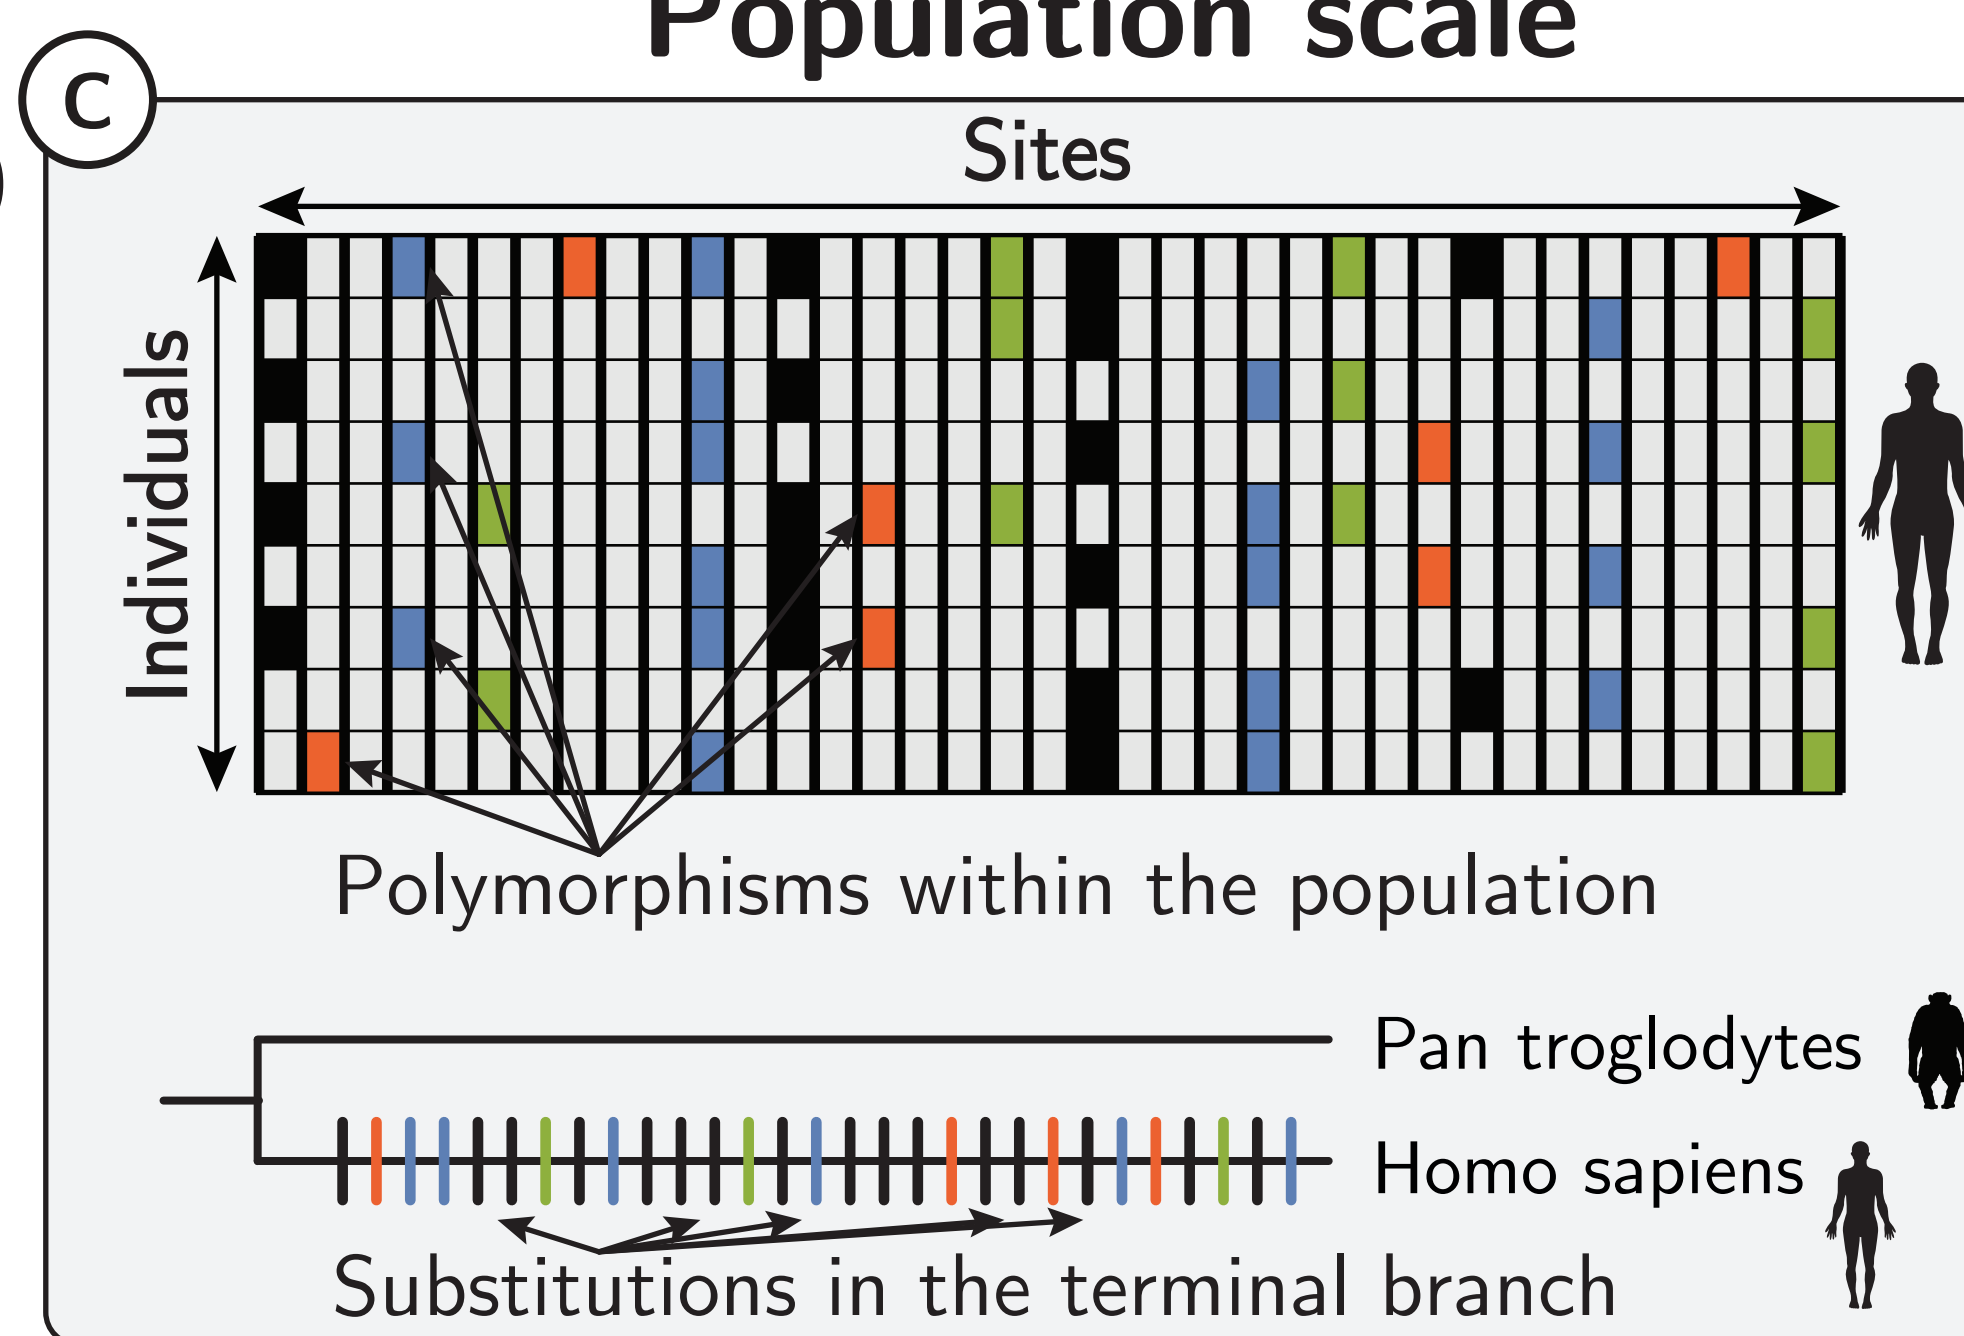 Population scale
C
Sites
Individuals
Polymorphisms within the population
Pan troglodytes
Homo sapiens
Substitutions in the terminal branch